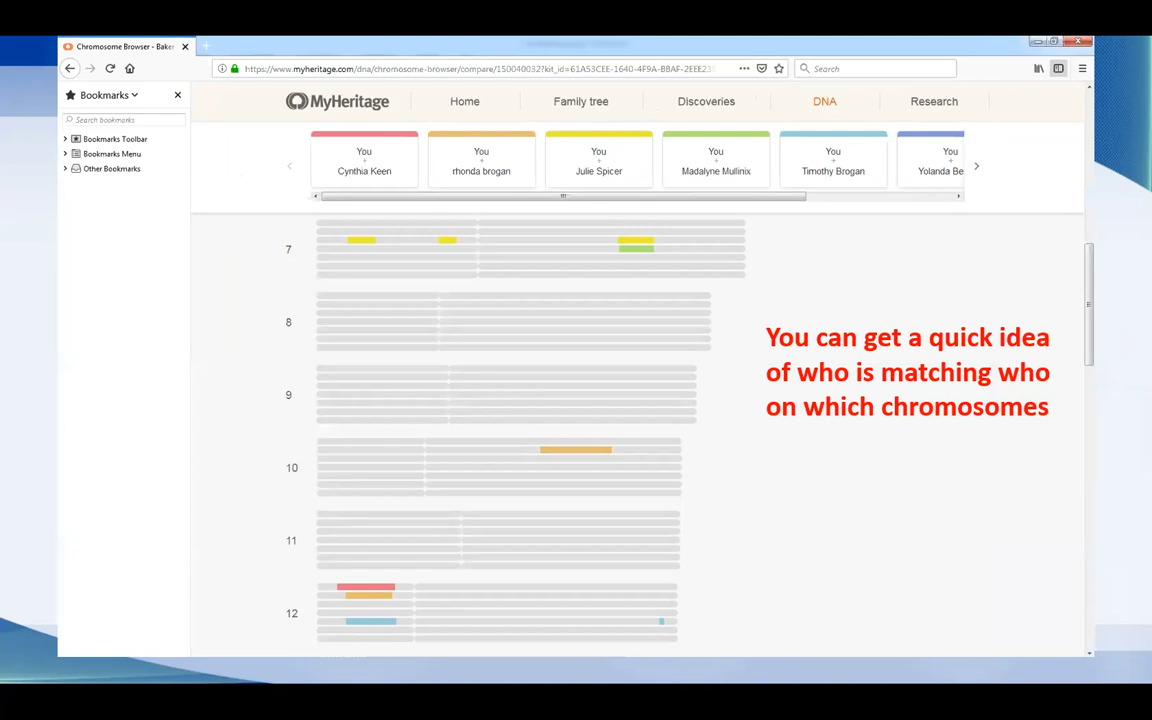 Chromosome Browser - Baker
Bookmarks
Search bookmarks
Bookmarks Toolbar
Bookmarks Menu
Other Bookmarks
https://www.myheritage.com/dna/chromosome-browser/compare/150040032?kit_id=61A53CEE-1640-4F9A-BBAF-2EEE23
Search
MyHeritage
Home
Family tree
Discoveries
DNA
Research
You
+
Cynthia Keen
You
+
rhonda brogan
You
+
Julie Spicer
You
+
Madalyne Mullinix
You
+
Timothy Brogan
You
+
Yolanda Be
7
8
9
10
11
12
You can get a quick idea
of who is matching who
on which chromosomes